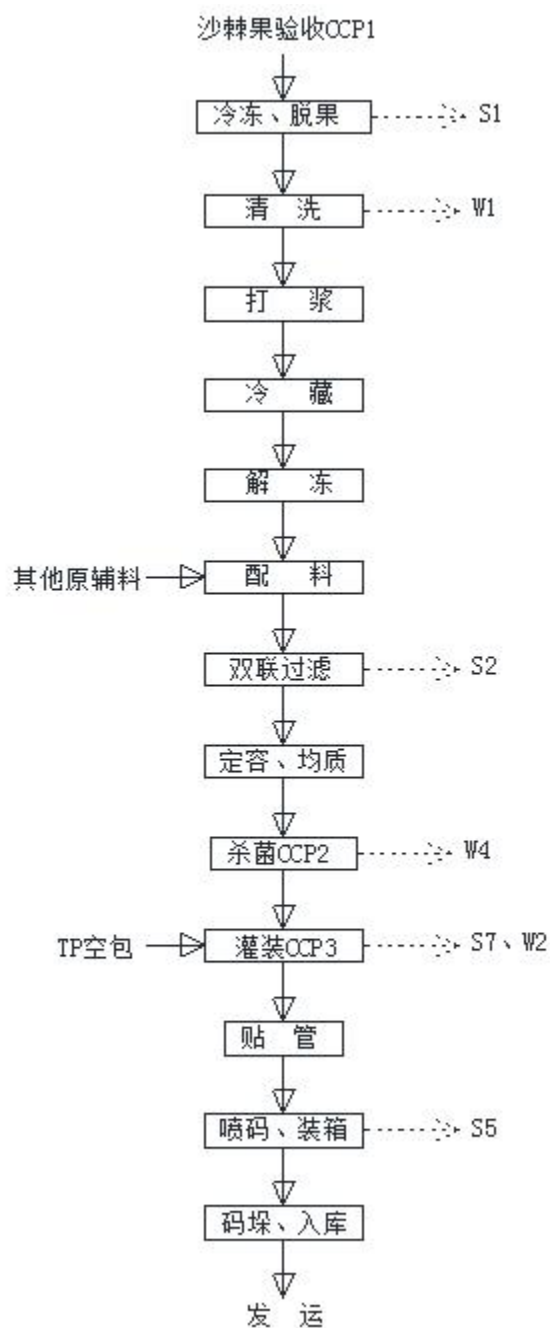 沙棘果验收CCP1
冷冻、脱果 S1
清 洗 W1
打 浆
冷 藏
解 冻
其他原辅料 配 料
双联过滤 S2
定容、均质
杀菌CCP2 W4
TP空包 灌装CCP3 S7、W2
贴 管
喷码、装箱 S5
码垛、入库
发 运